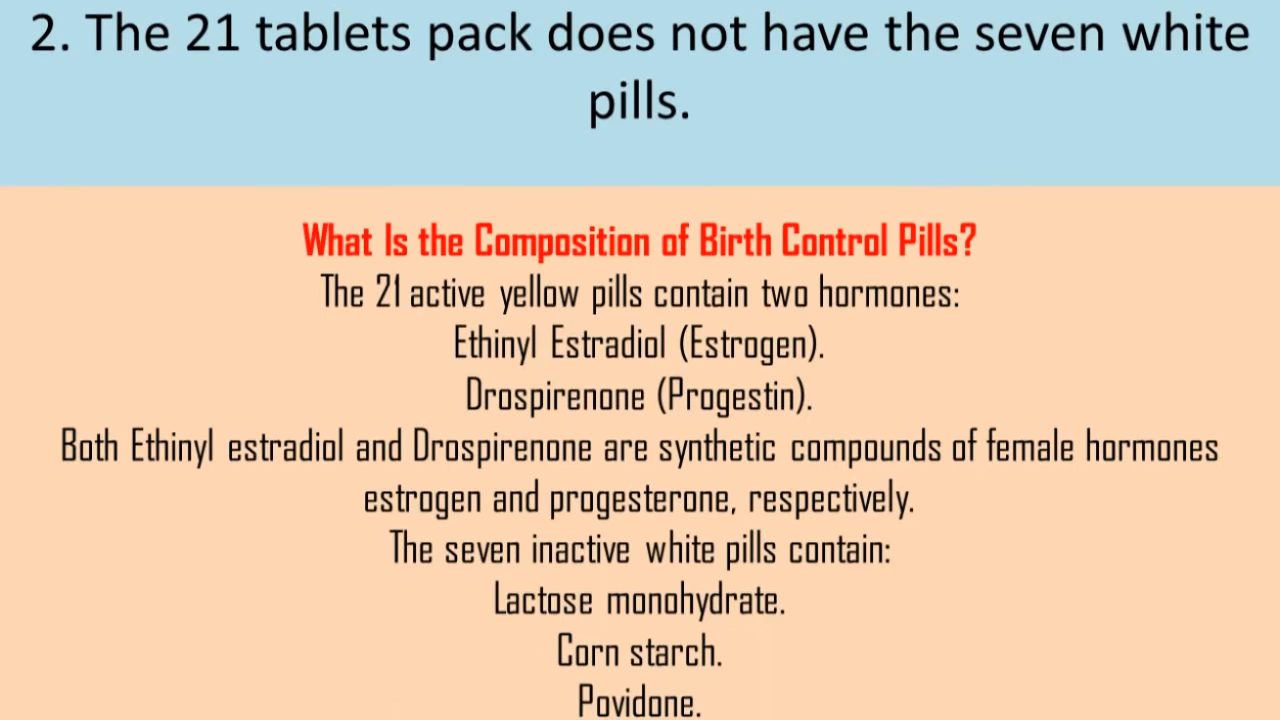 2. The 21 tablets pack does not have the seven white
pills.
What Is the Composition of Birth Control Pills?
The 21 active yellow pills contain two hormones:
Ethinyl Estradiol (Estrogen).
Drospirenone (Progestin).
Both Ethinyl estradiol and Drospirenone are synthetic compounds of female hormones
estrogen and progesterone, respectively.
The seven inactive white pills contain:
Lactose monohydrate.
Corn starch.
Povidone.